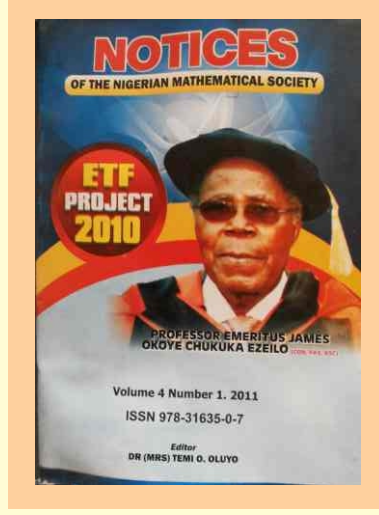 NOTICES
OF THE NIGERIAN MATHEMATICAL SOCIETY
ETF
PROJECT
2010
PROFESSOR EMERITUS JAMES
OKOYE CHUKUKA EZEILO
Volume 4 Number 1. 2011
ISSN 978-31635-0-7
Editor
DR (MRS) TEMI O. OLUYO